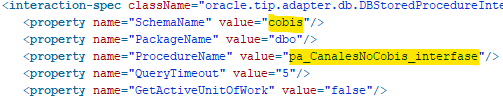 <interaction-spec className="oracle.tip.adapter.db.DBStoredProcedureInte
<property name="SchemaName" value="cobis"/>
<property name="PackageName" value="dbo"/>
<property name="ProcedureName" value="pa_CanalesNoCobis_interfase"/>
<property name="QueryTimeout" value="5"/>
<property name="GetActiveUnitOfWork" value="false"/>